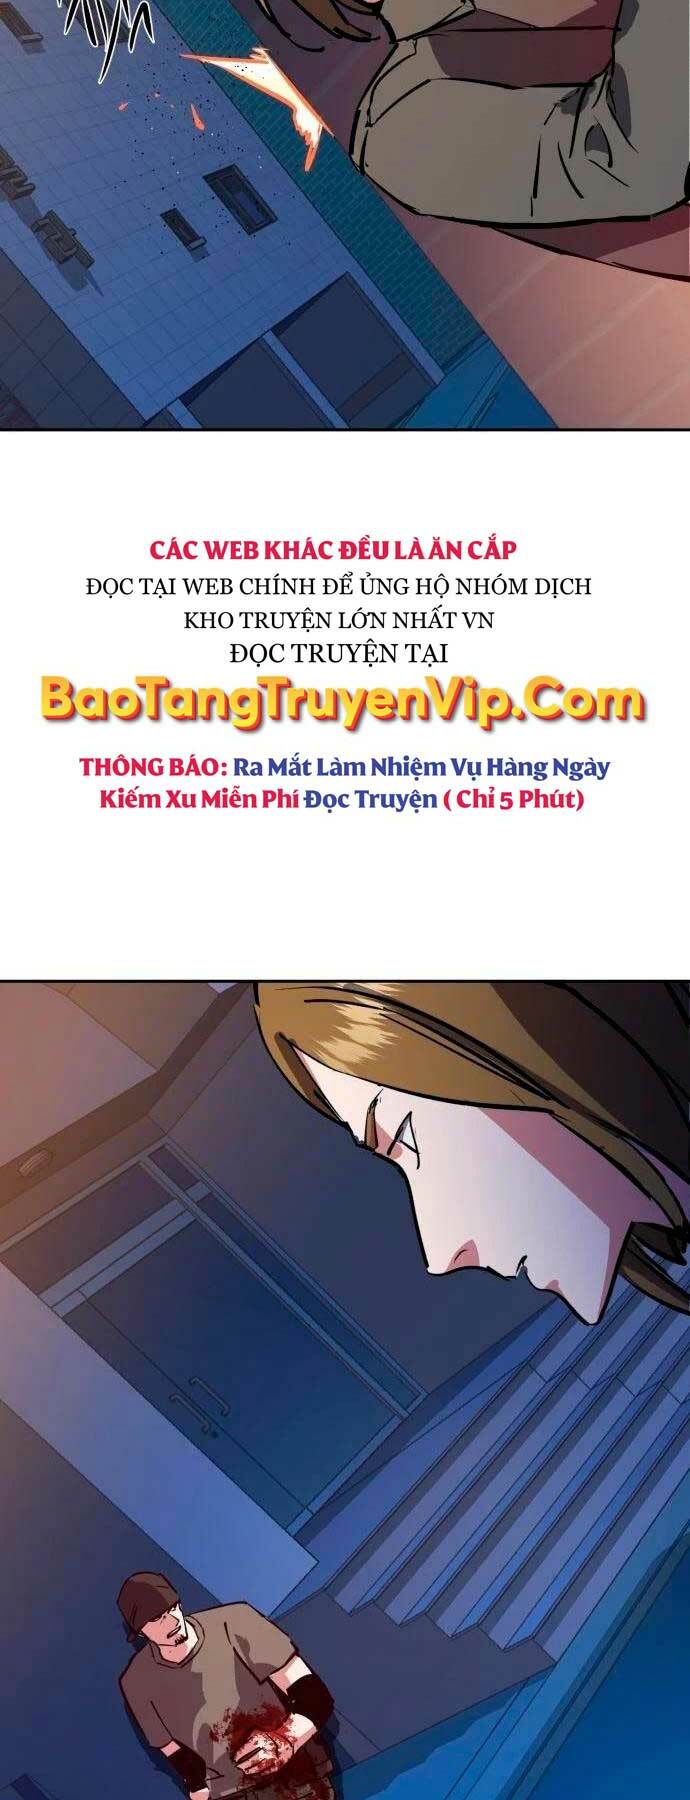 CÁC WEB KHÁC ĐỀU LÀ ĂN CẮP
ĐỌC TẠI WEB CHÍNH ĐỂ ỦNG HỘ NHÓM DỊCH
KHO TRUYỆN LỚN NHẤT VN
ĐỌC TRUYỆN TẠI
BaoTangTruyenVip.Com
THÔNG BÁO: Ra Mắt Làm Nhiệm Vụ Hàng Ngày
Kiếm Xu Miễn Phí Đọc Truyện ( Chỉ 5 Phút)